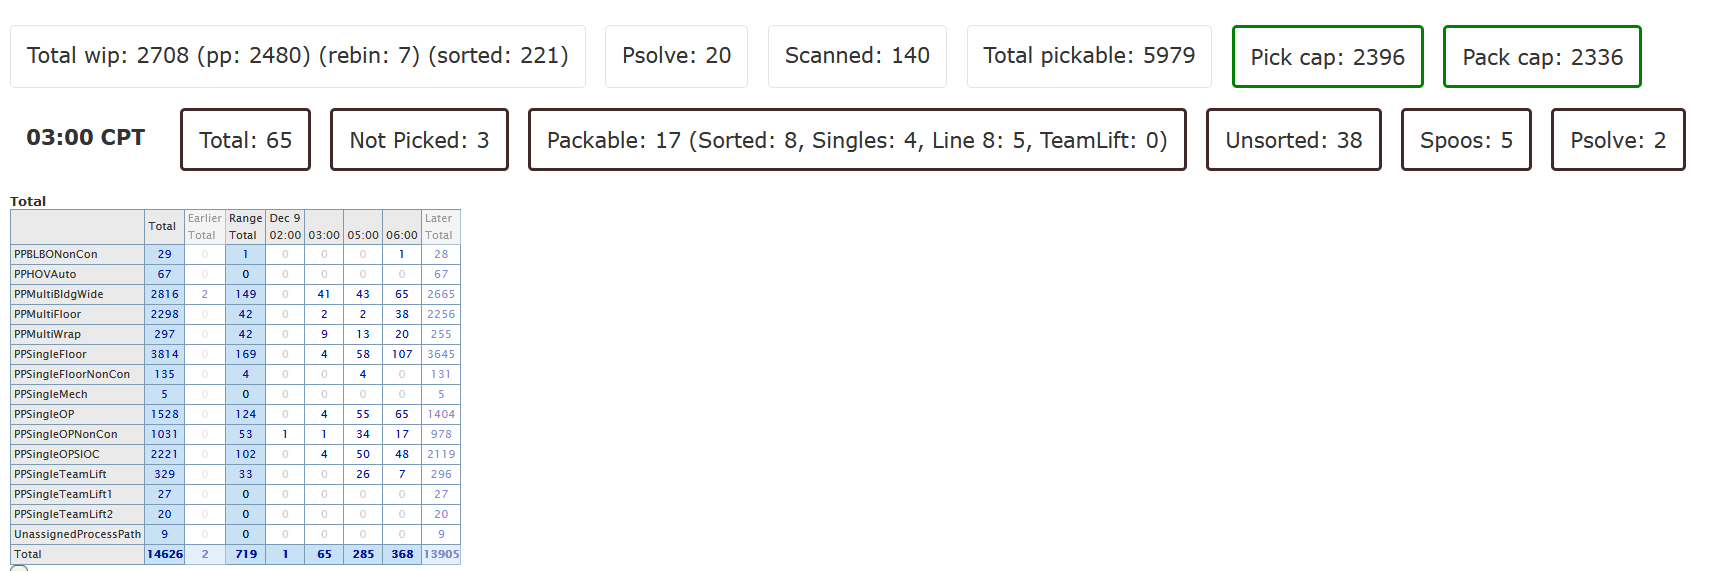 Total wip: 2708 (pp: 2480) (rebin: 7) (sorted: 221) Psolve: 20 Scanned: 140 Total pickable: 5979 Pick cap: 2396 Pack cap: 2336
03:00 CPT Total: 65 Not Picked: 3 Packable: 17 (Sorted: 8, Singles: 4, Line 8: 5, TeamLift: 0) Unsorted: 38 Spoos: 5 Psolve: 2
Total
Total Earlier Total Range Total Dec 9 02:00 03:00 05:00 06:00 Later Total
PPBLBONonCon 29 0 1 0 0 0 1 28
PPHOVAuto 67 0 0 0 0 0 0 67
PPMultiBldgWide 2816 2 149 0 41 43 65 2665
PPMultiFloor 2298 0 42 0 2 2 38 2256
PPMultiWrap 297 0 42 0 9 13 20 255
PPSingleFloor 3814 0 169 0 4 58 107 3645
PPSingleFloorNonCon 135 0 4 0 0 4 0 131
PPSingleMech 5 0 0 0 0 0 0 5
PPSingleOP 1528 0 124 0 4 55 65 1404
PPSingleOPNonCon 1031 0 53 1 1 34 17 978
PPSingleOPSIOC 2221 0 102 0 4 50 48 2119
PPSingleTeamLift 329 0 33 0 0 26 7 296
PPSingleTeamLift1 27 0 0 0 0 0 0 27
PPSingleTeamLift2 20 0 0 0 0 0 0 20
UnassignedProcessPath 9 0 0 0 0 0 0 9
Total 14626 2 719 1 65 285 368 13905